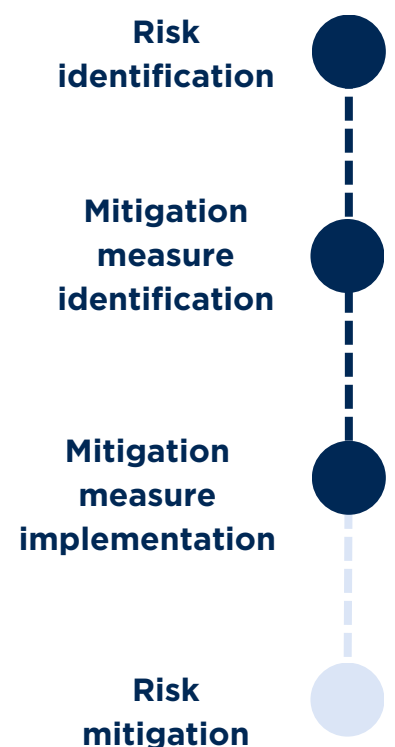 Risk
identification
Mitigation
measure
identification
Mitigation
measure
implementation
Risk
mitigation